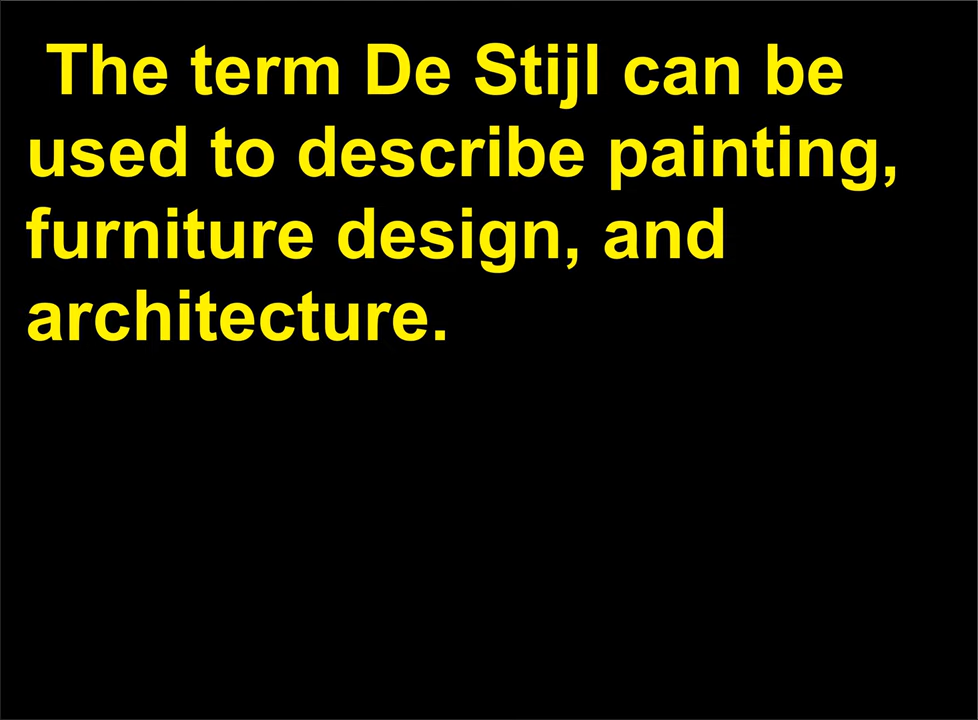 The term De Stijl can be
used to describe painting,
furniture design, and
architecture.